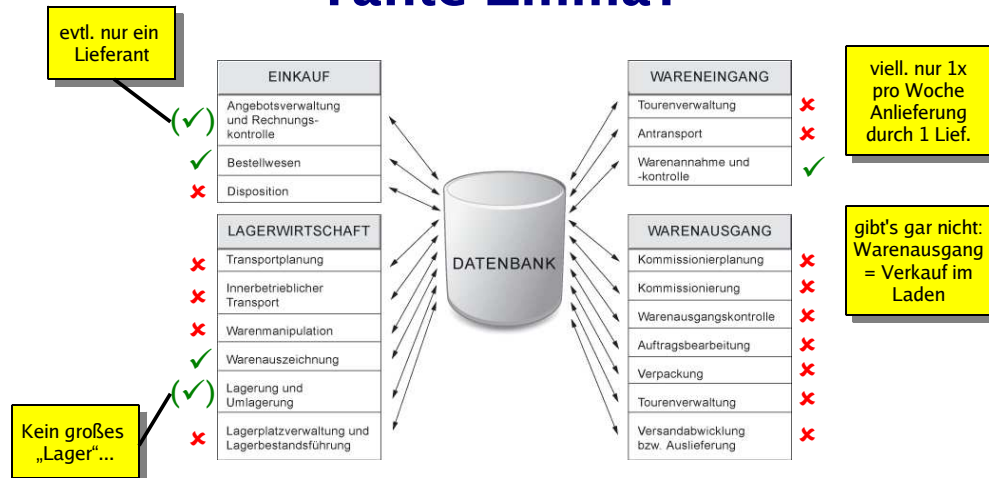 Tante Emma?
evtl. nur ein
Lieferant
EINKAUF
Angebotsverwaltung
und Rechnungs-
kontrolle
Bestellwesen
Disposition
LAGERWIRTSCHAFT
Transportplanung
Innerbetrieblicher
Transport
Warenmanipulation
Warenauszeichnung
Lagerung und
Umlagerung
Lagerplatzverwaltung und
Lagerbestandsführung
Kein großes
„Lager“...
DATENBANK
WARENEINGANG
Tourenverwaltung
Antransport
Warenannahme und
-kontrolle
WARENAUSGANG
Kommissionierplanung
Kommissionierung
Warenausgangskontrolle
Auftragsbearbeitung
Verpackung
Tourenverwaltung
Versandabwicklung
bzw. Auslieferung
viell. nur 1x
pro Woche
Anlieferung
durch 1 Lief.
gibt's gar nicht:
Warenausgang
= Verkauf im
Laden